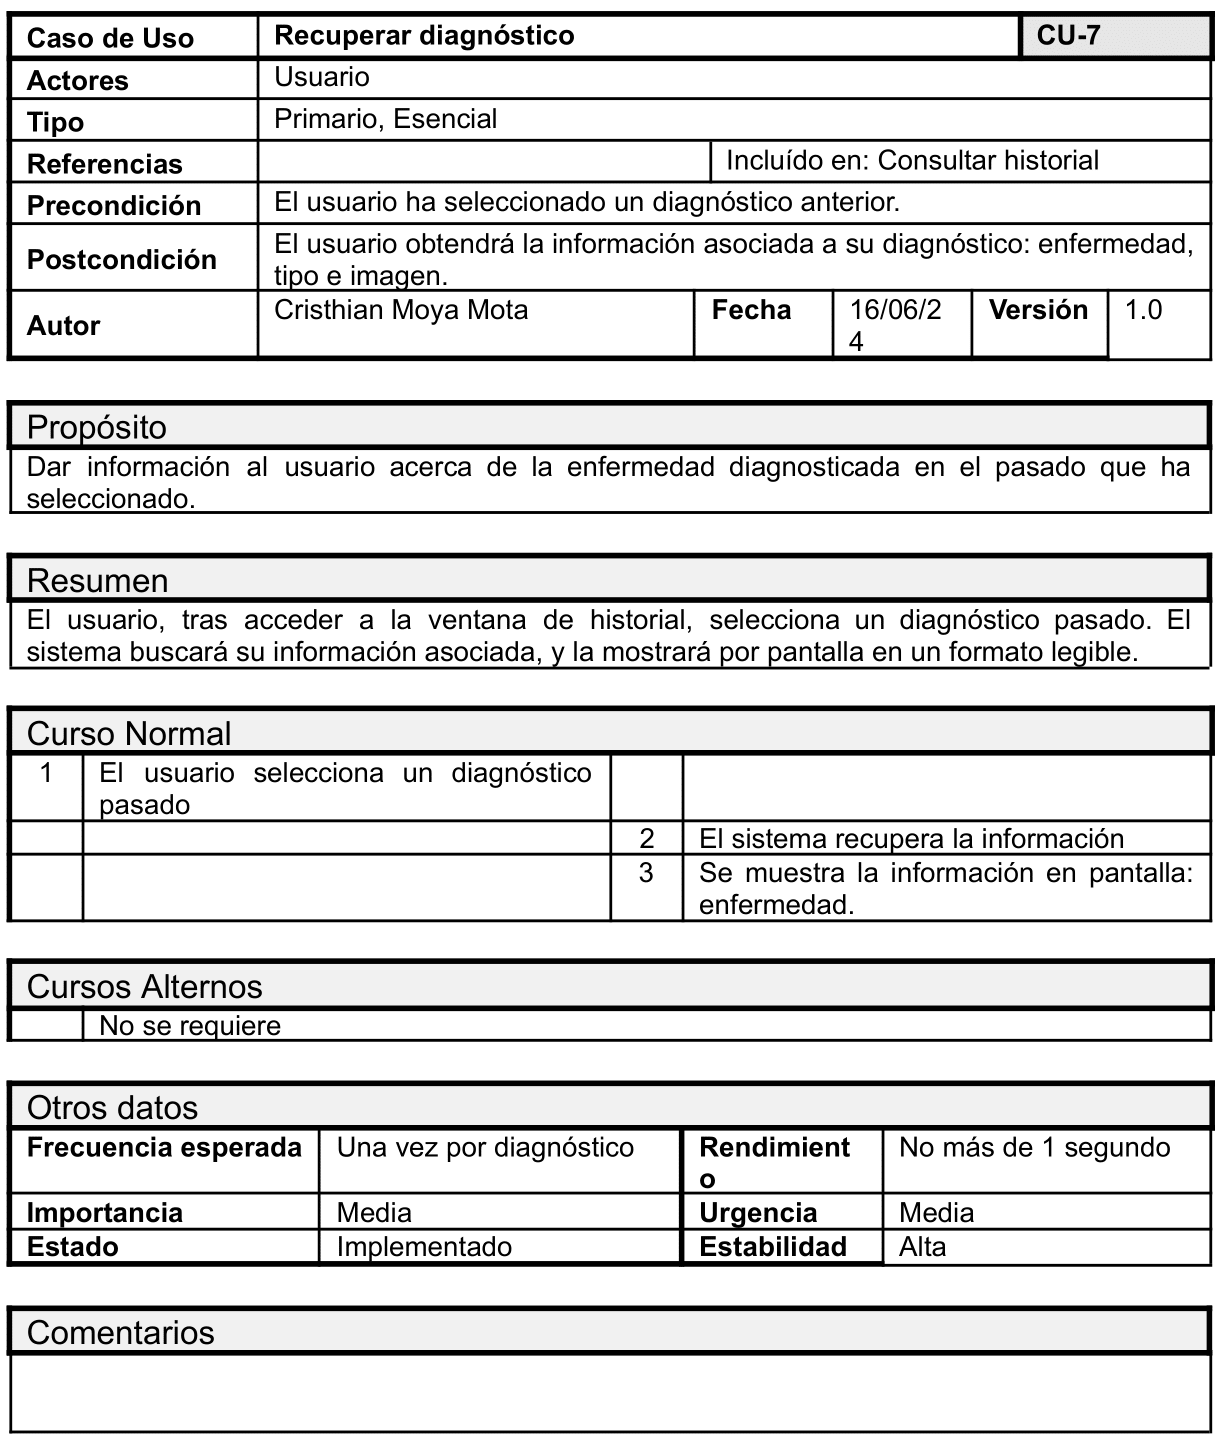 Caso de Uso Recuperar diagnóstico CU-7
Actores Usuario
Tipo Primario, Esencial
Referencias Incluído en: Consultar historial
Precondición El usuario ha seleccionado un diagnóstico anterior.
Postcondición El usuario obtendrá la información asociada a su diagnóstico: enfermedad,
tipo e imagen.
Autor Cristhian Moya Mota Fecha 16/06/2 Versión 1.0
4
Propósito
Dar información al usuario acerca de la enfermedad diagnosticada en el pasado que ha
seleccionado.
Resumen
El usuario, tras acceder a la ventana de historial, selecciona un diagnóstico pasado. El
sistema buscará su información asociada, y la mostrará por pantalla en un formato legible.
Curso Normal
1 El usuario selecciona un diagnóstico
pasado
2 El sistema recupera la información
3 Se muestra la información en pantalla:
enfermedad.
Cursos Alternos
No se requiere
Otros datos
Frecuencia esperada Una vez por diagnóstico Rendimient No más de 1 segundo
o
Importancia Media Urgencia Media
Estado Implementado Estabilidad Alta
Comentarios